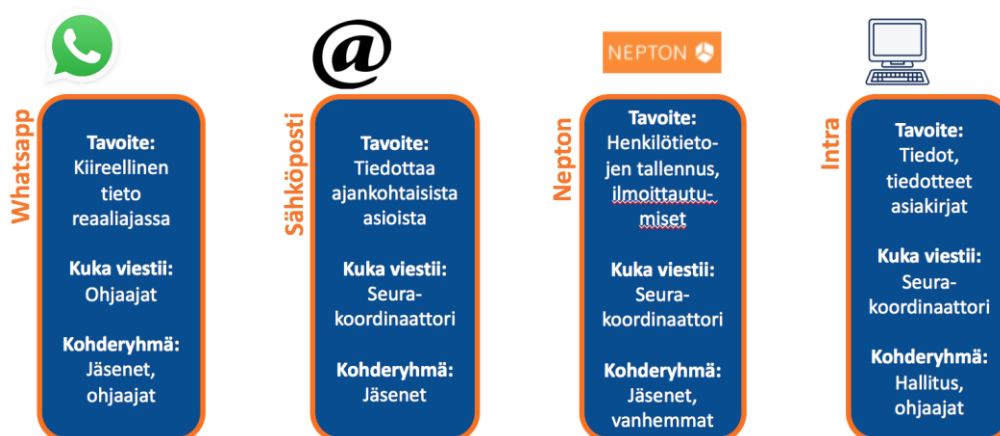 Whatsapp
Tavoite:
Kiireellinen
tieto
reaaliajassa
Kuka viestii:
Ohjaajat
Kohderyhmä:
Jäsenet,
ohjaajat
@
Sähköposti
Tavoite:
Tiedottaa
ajankohtaisista
asioista
Kuka viestii:
Seura-
koordinaattori
Kohderyhmä:
Jäsenet
NEPTON
Nepton
Tavoite:
Henkilötieto-
jen tallennus,
ilmoittautu-
miset
Kuka viestii:
Seura-
koordinaattori
Kohderyhmä:
Jäsenet,
vanhemmat
Intra
Tavoite:
Tiedot,
tiedotteet
asiakirjat
Kuka viestii:
Seura-
koordinaattori
Kohderyhmä:
Hallitus,
ohjaajat